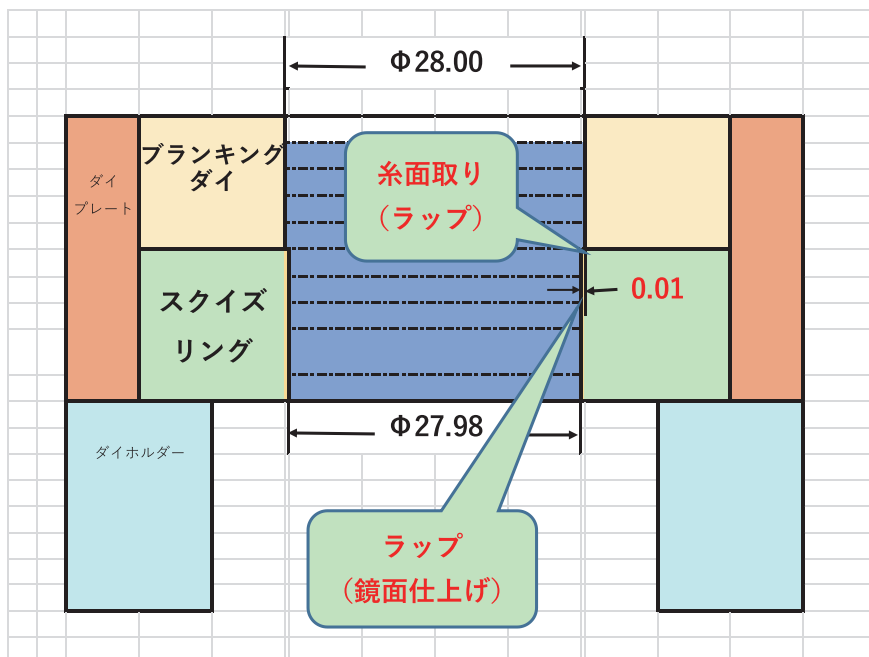 Φ28.00
ブランキング
ダイ
ダイ
プレート
糸面取り
（ラップ）
スクイズ
リング
0.01
Φ27.98
ダイホルダー
ラップ
（鏡面仕上げ）